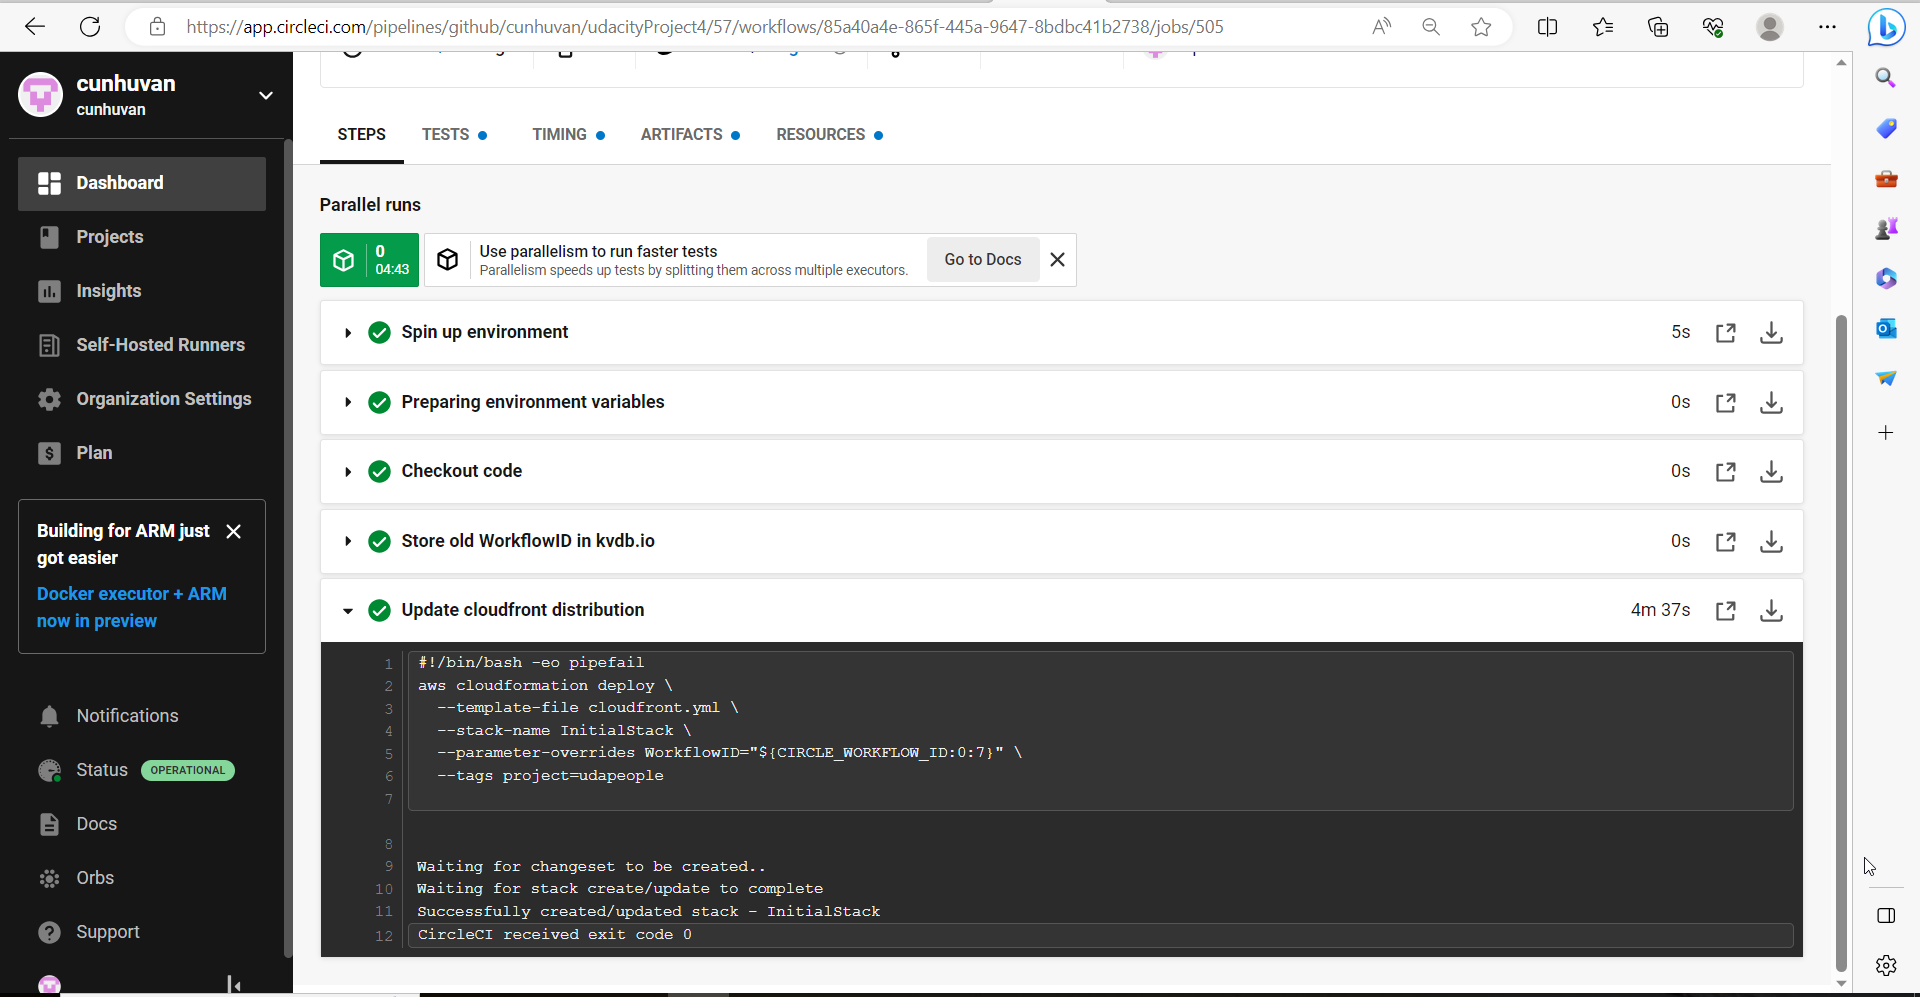 https://app.circleci.com/pipelines/github/cunhuvan/udacityProject4/57/workflows/85a40a4e-865f-445a-9647-8bdbc41b2738/jobs/505
cunhuvan
cunhuvan
Dashboard
Projects
Insights
Self-Hosted Runners
Organization Settings
Plan
Building for ARM just
got easier
Docker executor + ARM
now in preview
Notifications
Status OPERATIONAL
Docs
Orbs
Support
STEPS TESTS TIMING ARTIFACTS RESOURCES
Parallel runs
0
04:43
Use parallelism to run faster tests
Parallelism speeds up tests by splitting them across multiple executors.
Go to Docs
Spin up environment 5s
Preparing environment variables 0s
Checkout code 0s
Store old WorkflowID in kvdb.io 0s
Update cloudfront distribution 4m 37s
1 #!/bin/bash -eo pipefail
2 aws cloudformation deploy \
3 --template-file cloudfront.yml \
4 --stack-name InitialStack \
5 --parameter-overrides WorkflowID="${CIRCLE_WORKFLOW_ID:0:7}" \
6 --tags project=udapeople
7
8
9 Waiting for changeset to be created..
10 Waiting for stack create/update to complete
11 Successfully created/updated stack - InitialStack
12 CircleCI received exit code 0